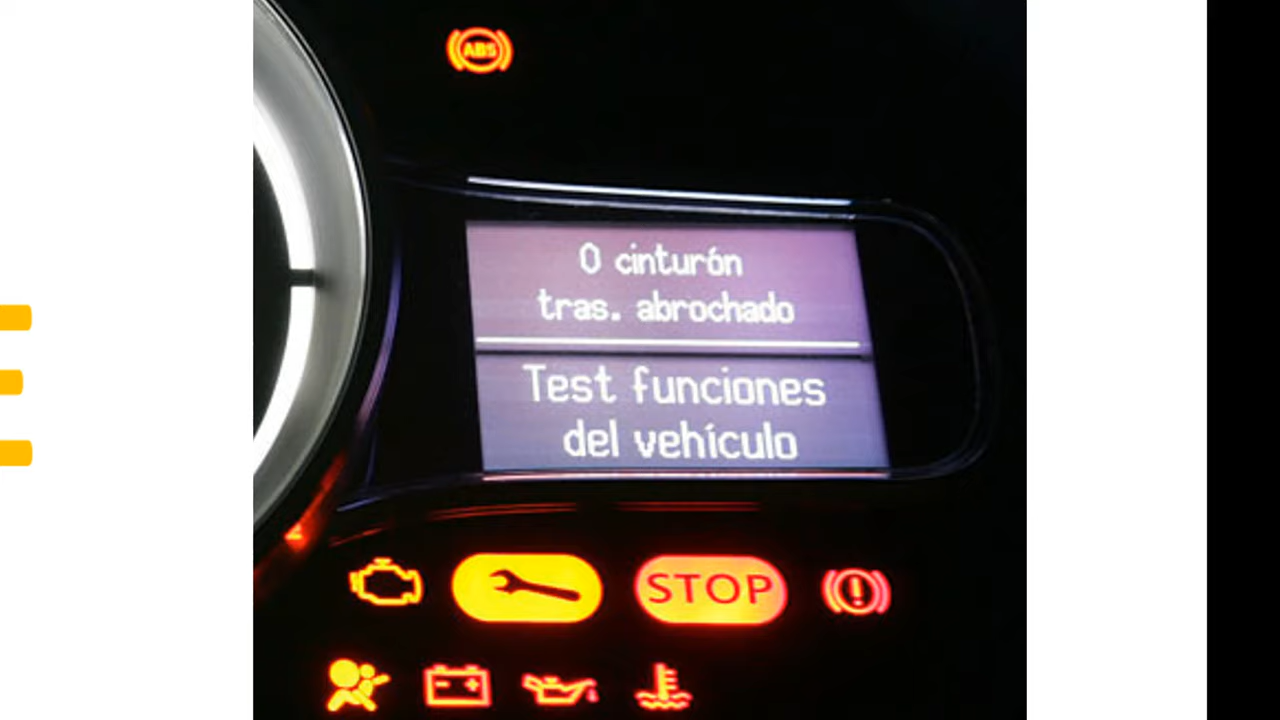 ABS
0 cinturón
tras. abrochado
Test funciones
del vehículo
STOP